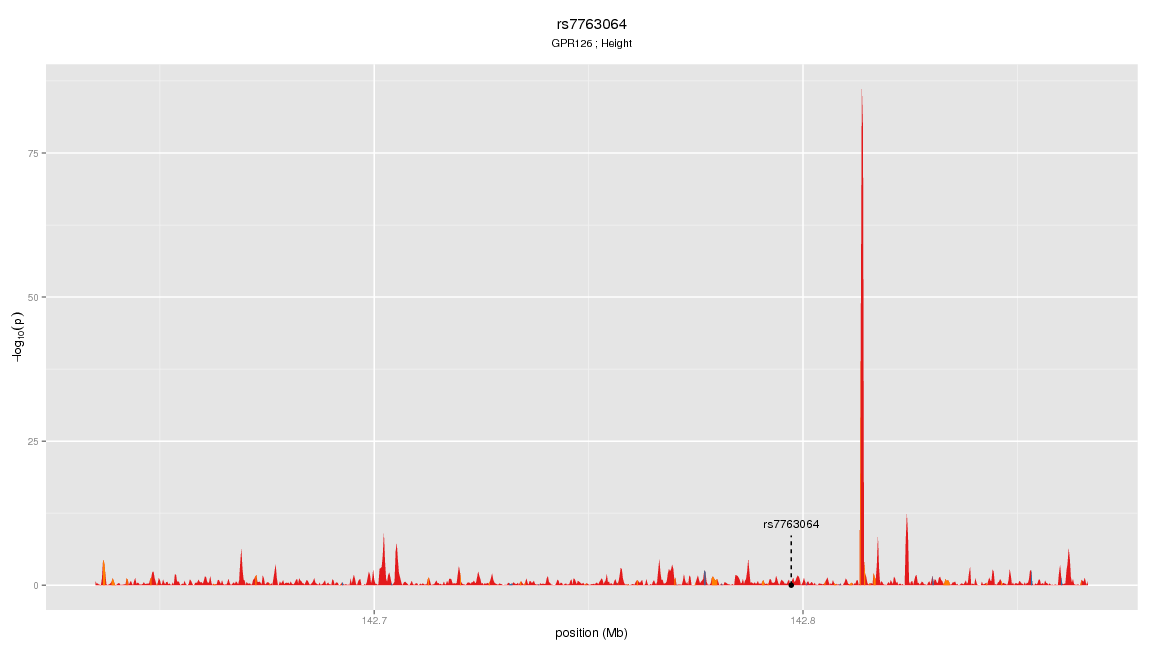 rs7763064
GPR126 ; Height
75
50
25
0
−log10(p)
rs7763064
142.7
142.8
position (Mb)